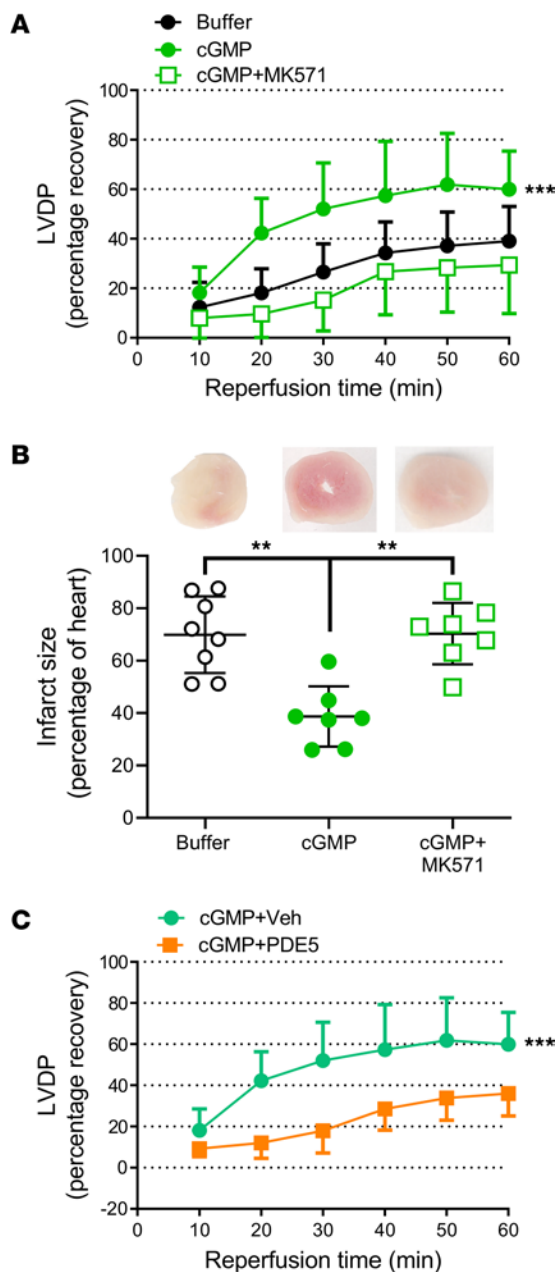 A
Buffer
cGMP
cGMP+MK571
100
80
60
40
20
0
LVDP
(percentage recovery)
***
0 10 20 30 40 50 60
Reperfusion time (min)
B
** **
100
80
60
40
20
0
Infarct size
(percentage of heart)
Buffer cGMP cGMP+
MK571
C
cGMP+Veh
cGMP+PDE5
100
80
60
40
20
0
-20
LVDP
(percentage recovery)
***
0 10 20 30 40 50 60
Reperfusion time (min)